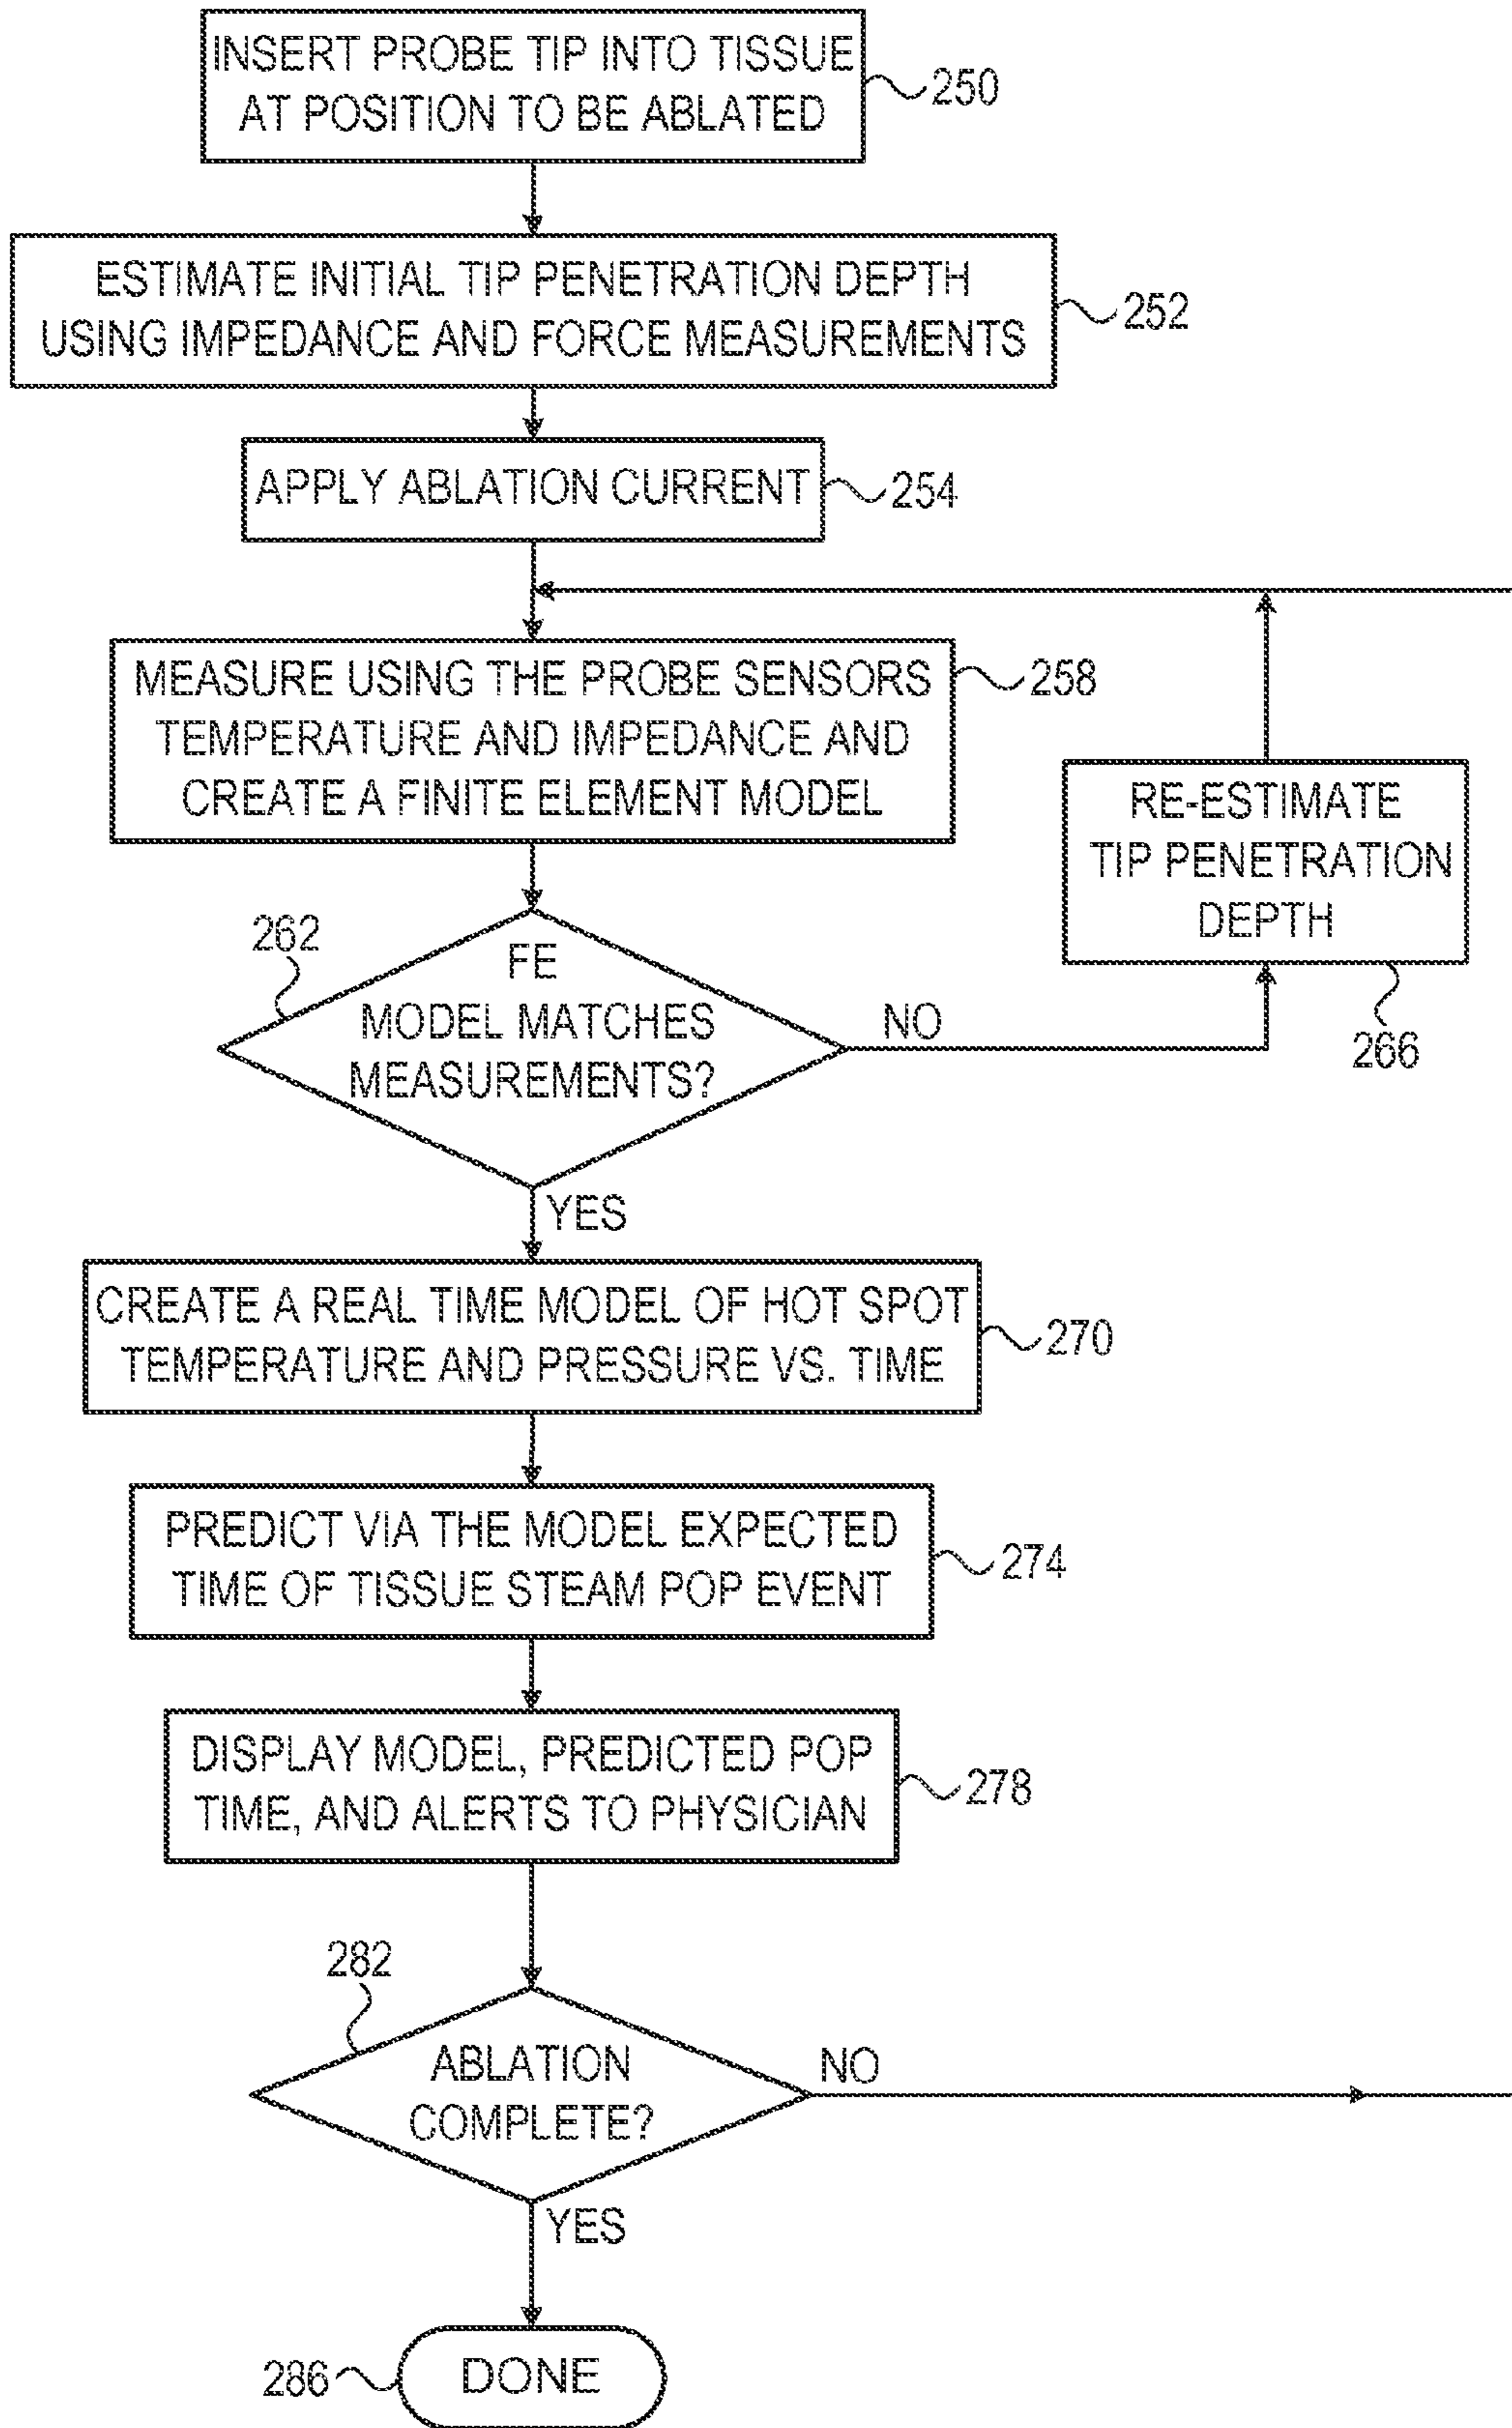 INSERT PROBE TIP INTO TISSUE
AT POSITION TO BE ABLATED
250
ESTIMATE INITIAL TIP PENETRATION DEPTH
USING IMPEDANCE AND FORCE MEASUREMENTS
252
APPLY ABLATION CURRENT
254
MEASURE USING THE PROBE SENSORS
TEMPERATURE AND IMPEDANCE AND
CREATE A FINITE ELEMENT MODEL
258
RE-ESTIMATE
TIP PENETRATION
DEPTH
266
262
FE
MODEL MATCHES
MEASUREMENTS?
NO
YES
CREATE A REAL TIME MODEL OF HOT SPOT
TEMPERATURE AND PRESSURE VS. TIME
270
PREDICT VIA THE MODEL EXPECTED
TIME OF TISSUE STEAM POP EVENT
274
DISPLAY MODEL, PREDICTED POP
TIME, AND ALERTS TO PHYSICIAN
278
282
ABLATION
COMPLETE?
NO
YES
286
DONE